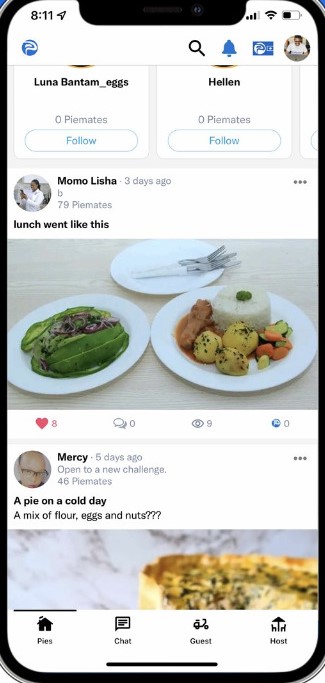 8:11
Luna Bantam_eggs
Hellen
0 Piemates
0 Piemates
Follow
Follow
Momo Lisha · 3 days ago
b
79 Piemates
lunch went like this
8
0
9
0
Mercy · 5 days ago
Open to a new challenge.
46 Piemates
A pie on a cold day
A mix of flour, eggs and nuts???
Pies
Chat
Guest
Host